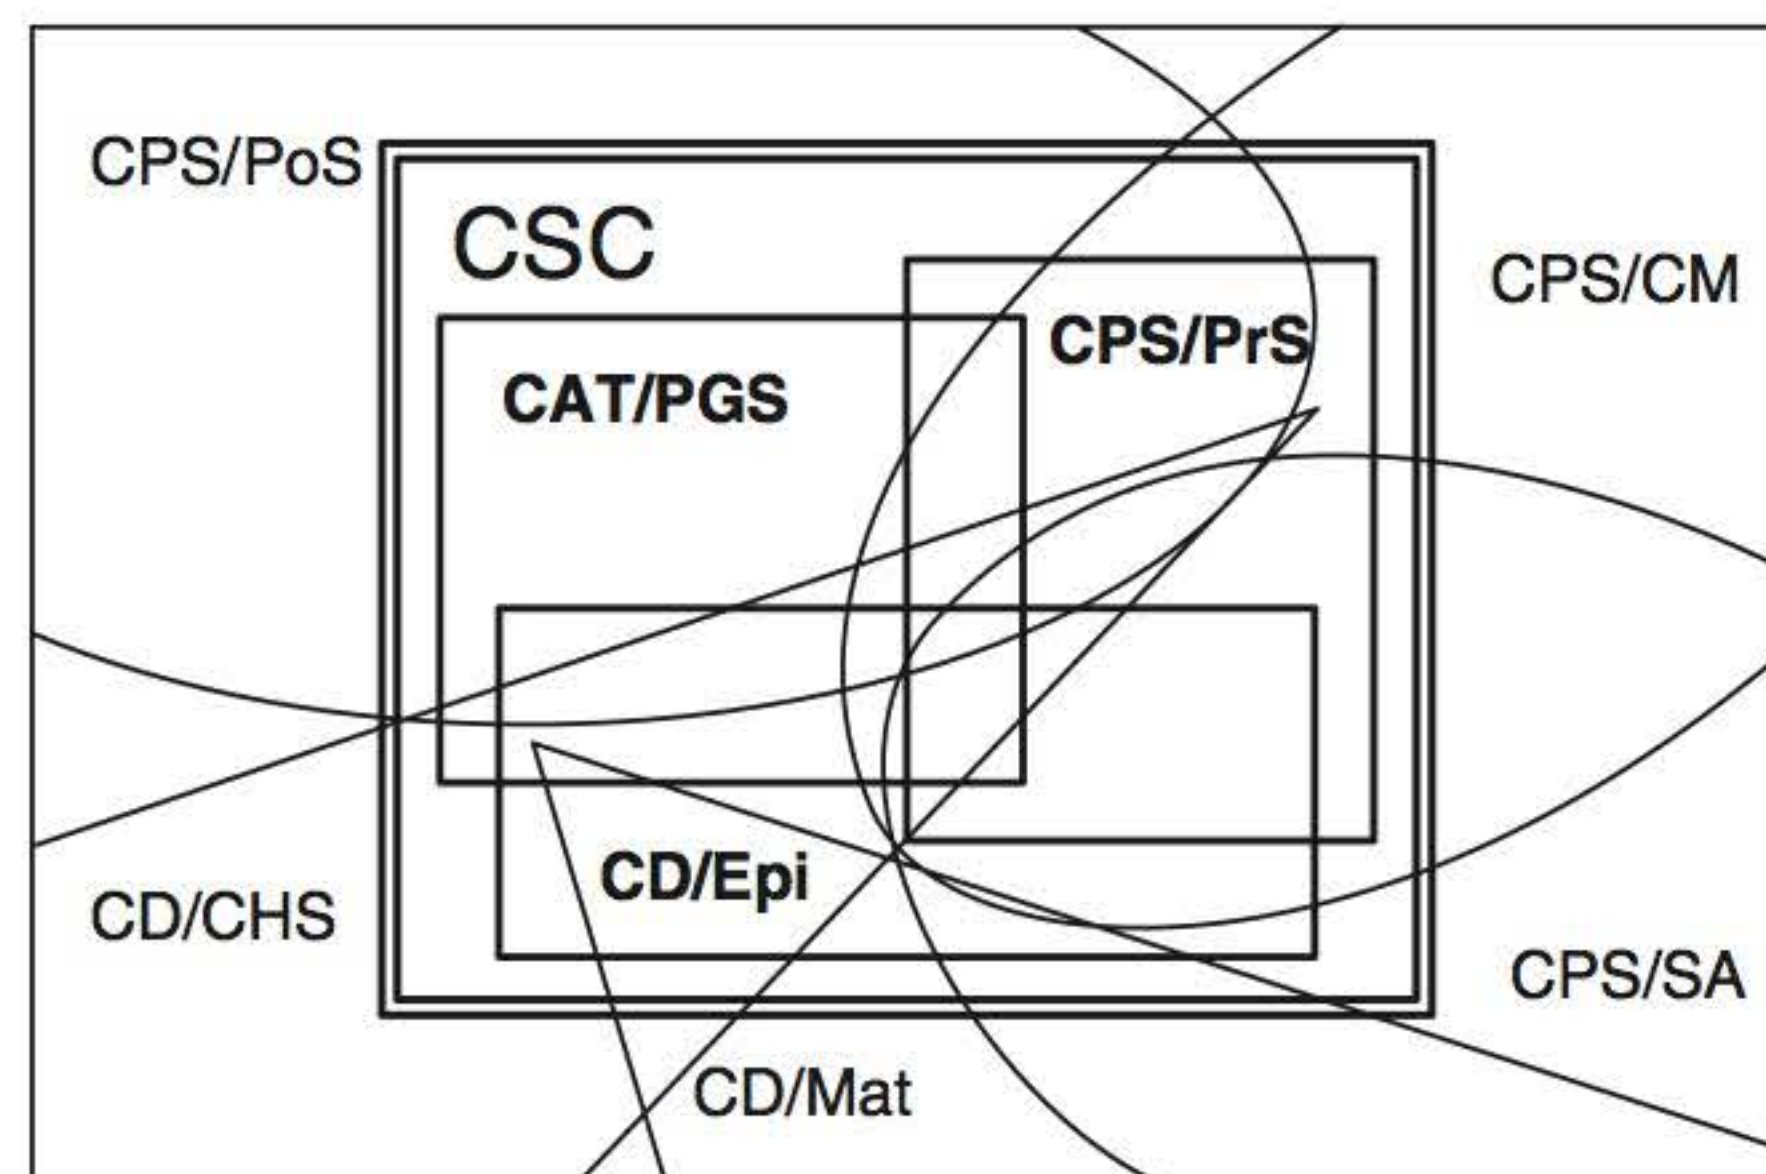 CPS/PoS
CSC
CPS/CM
CPS/PrS
CAT/PGS
CD/Epi
CD/CHS
CPS/SA
CD/Mat